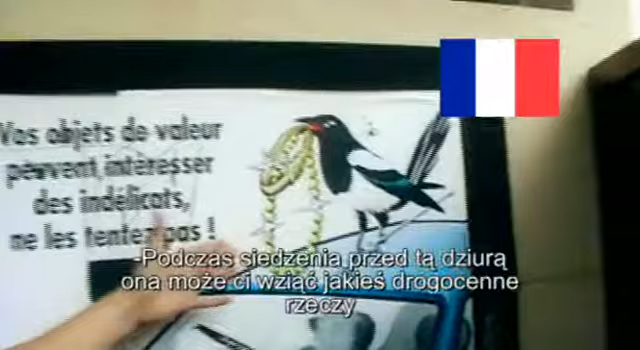 Vos objets de valeur
peuvent intéresser
des indélicats,
ne les tentez pas !
-Podczas siedzenia przed tą dziurą
ona może ci wziąć jakies drogocenne
rzeczy